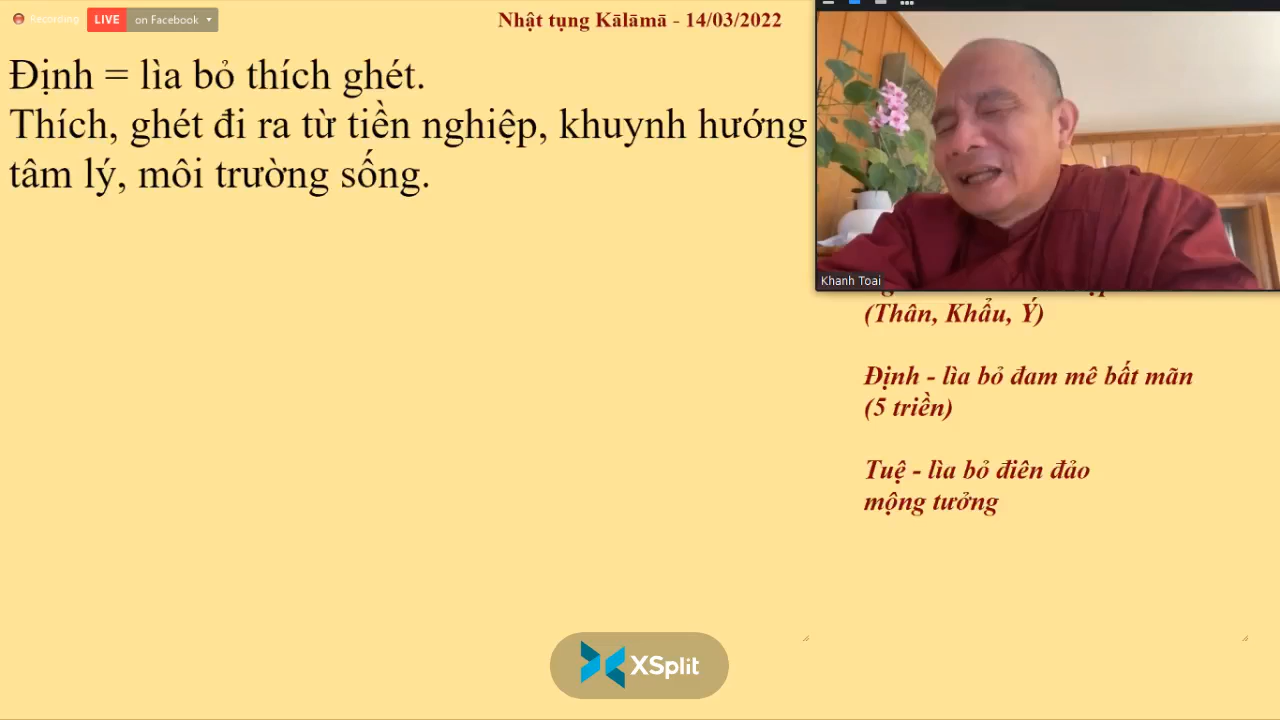 Recording
LIVE on Facebook
Nhật tụng Kālāmā - 14/03/2022
Định = lìa bỏ thích ghét.
Thích, ghét đi ra từ tiền nghiệp, khuynh hướng
tâm lý, môi trường sống.
Khanh Toai
(Thân, Khẩu, Ý)
Định - lìa bỏ đam mê bất mãn
(5 triền)
Tuệ - lìa bỏ điên đảo
mộng tưởng
XSplit